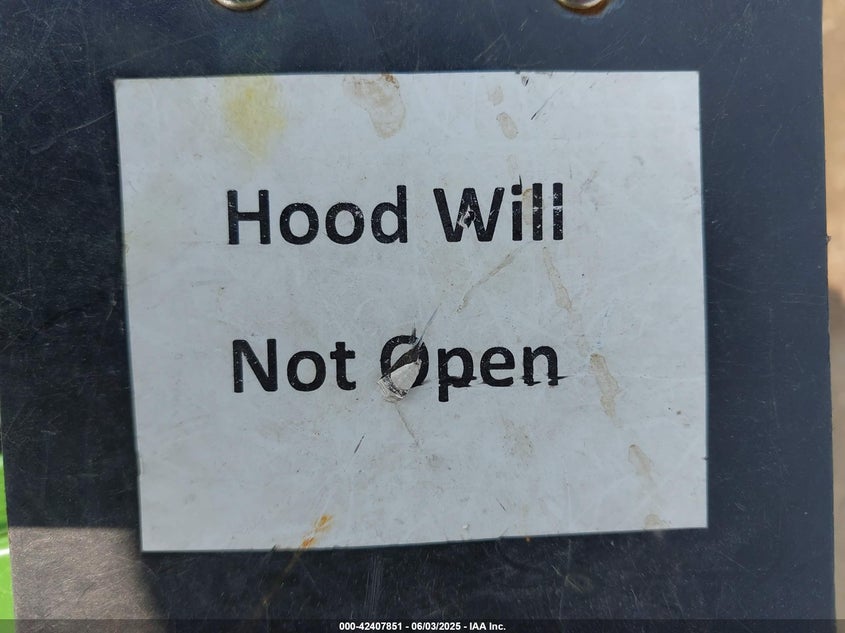 Hood Will
Not Open
000-42407851 - 06/03/2025 - IAA Inc.